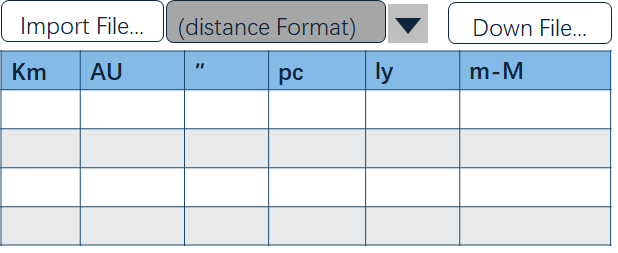 Import File... (distance Format) Down File...
Km AU " pc ly m-M